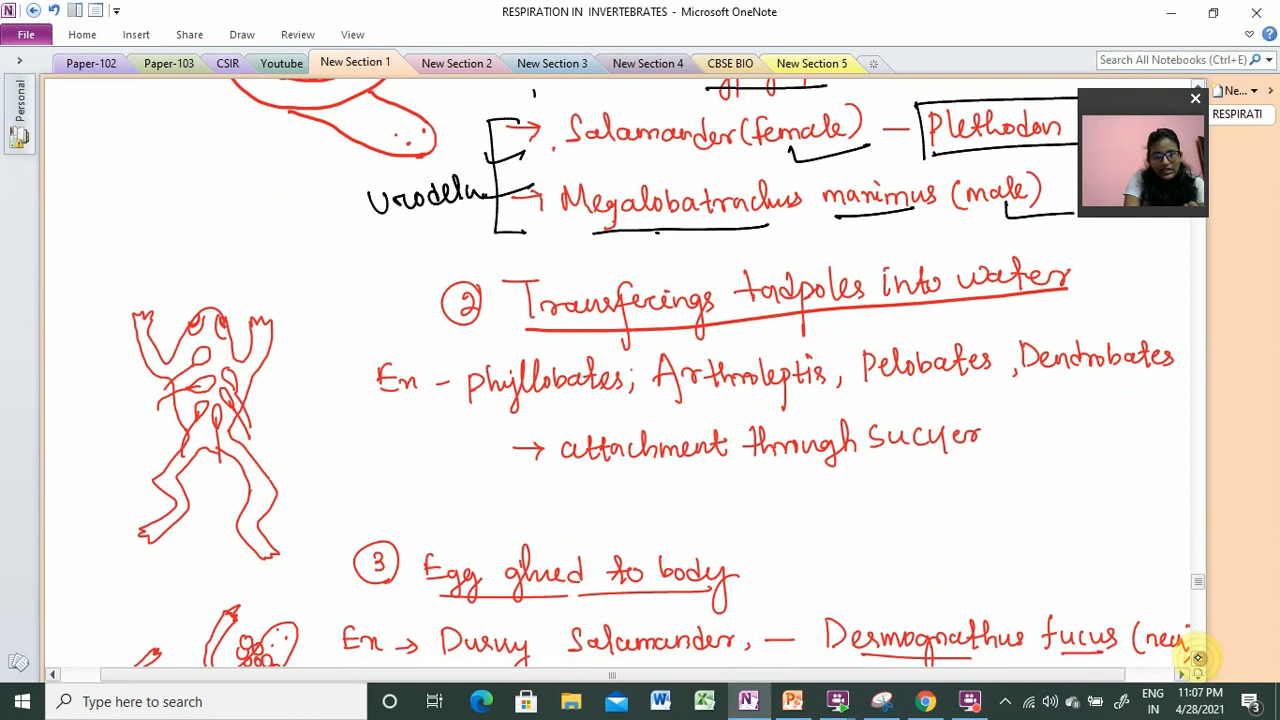 RESPIRATION IN INVERTEBRATES - Microsoft OneNote
File Home Insert Share Draw Review View
Paper-102 Paper-103 CSIR Youtube New Section 1 New Section 2 New Section 3 New Section 4 CBSE BIO New Section 5 Search All Notebooks (Ctrl+E)
Personal
Ne...
RESPIRATI
Salamander (female) — Plethodon
Urodela
Megalobatrachus maximus (male)
② Transferings tadpoles into water
Ex - phyllobates; Arthroleptis, Pelobates, Dendrobates
→ attachment through sucker
③ Egg glued to body
Ex → Dusky Salamander, — Desmognathus fucus (neck
Type here to search
ENG
IN
11:07 PM
4/28/2021
3